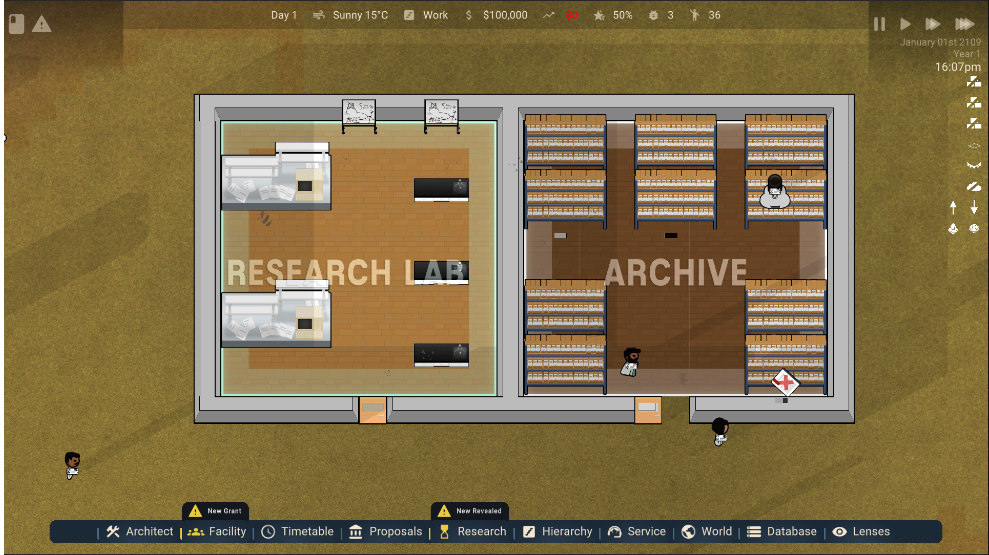 Day 1 Sunny 15°C Work $ $100,000 $0 50% 3 36
January 01st 2109
Year 1
16:07pm
RESEARCH LAB
ARCHIVE
New Grant
New Revealed
Architect Facility Timetable Proposals Research Hierarchy Service World Database Lenses